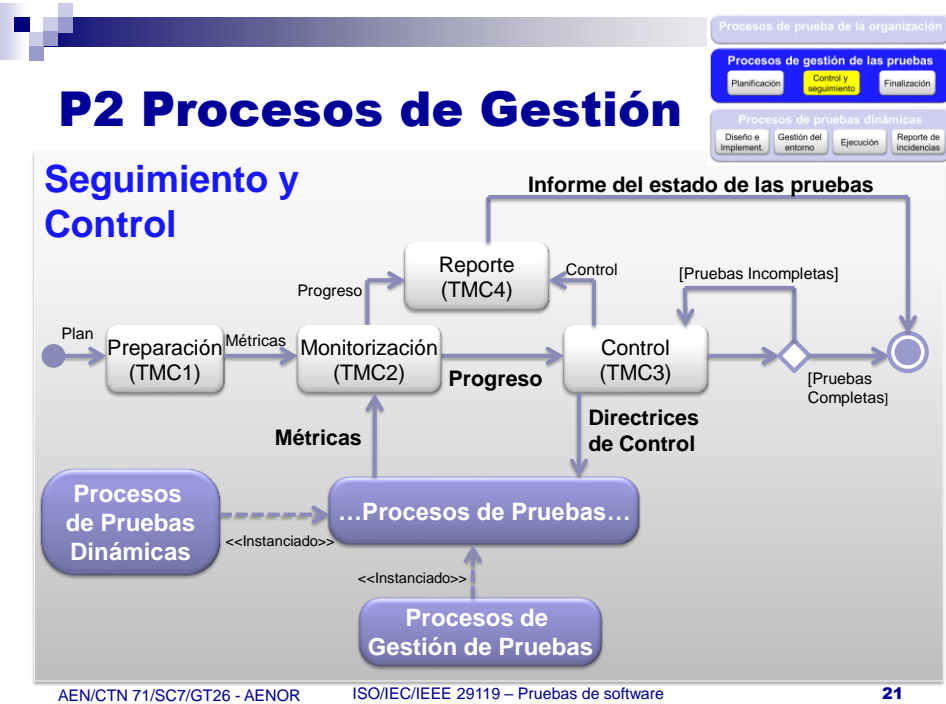 Procesos de prueba de la organización
Procesos de gestión de las pruebas
Planificación
Control y
seguimiento
Finalización
Procesos de pruebas dinámicas
Diseño e
Implement.
Gestión del
entorno
Ejecución
Reporte de
incidencias
P2 Procesos de Gestión
Seguimiento y
Control
Informe del estado de las pruebas
Reporte
(TMC4)
Progreso
Control
[Pruebas Incompletas]
Plan
Preparación
(TMC1)
Métricas
Monitorización
(TMC2)
Progreso
Control
(TMC3)
[Pruebas
Completas]
Métricas
Directrices
de Control
Procesos
de Pruebas
Dinámicas
<<Instanciado>>
…Procesos de Pruebas…
<<Instanciado>>
Procesos de
Gestión de Pruebas
AEN/CTN 71/SC7/GT26 - AENOR
ISO/IEC/IEEE 29119 – Pruebas de software
21